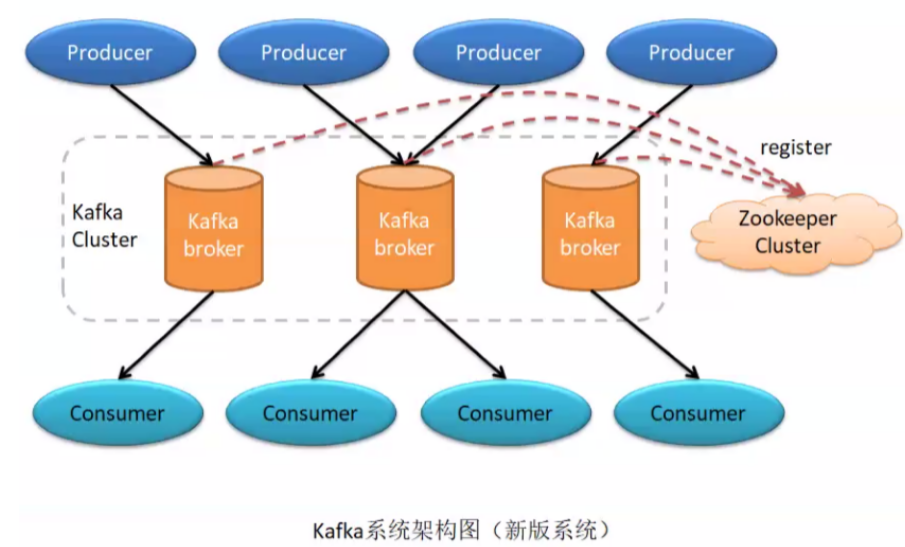 Producer
Producer
Producer
Producer
register
Kafka
Cluster
Kafka
broker
Kafka
broker
Kafka
broker
Zookeeper
Cluster
Consumer
Consumer
Consumer
Consumer
Kafka系统架构图（新版系统）